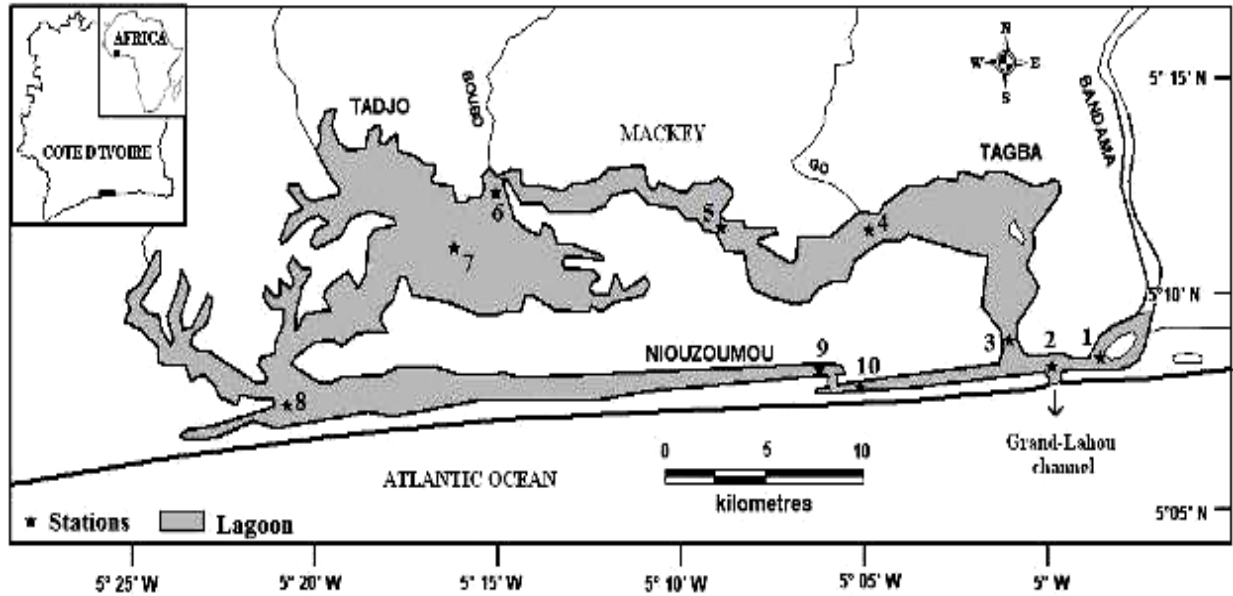 AFRICA
COTE D'IVOIRE
N
W E
S
5° 15' N
BOUBO
BANDAMA
TADJO
MACKEY
TAGBA
GO
6
5
4
7
5° 10' N
3
2
1
NIOUZOUMOU
9
10
8
0 5 10
kilometres
Grand-Lahou
channel
ATLANTIC OCEAN
Stations
Lagoon
5° 05' N
5° 25' W
5° 20' W
5° 15' W
5° 10' W
5° 05' W
5° W